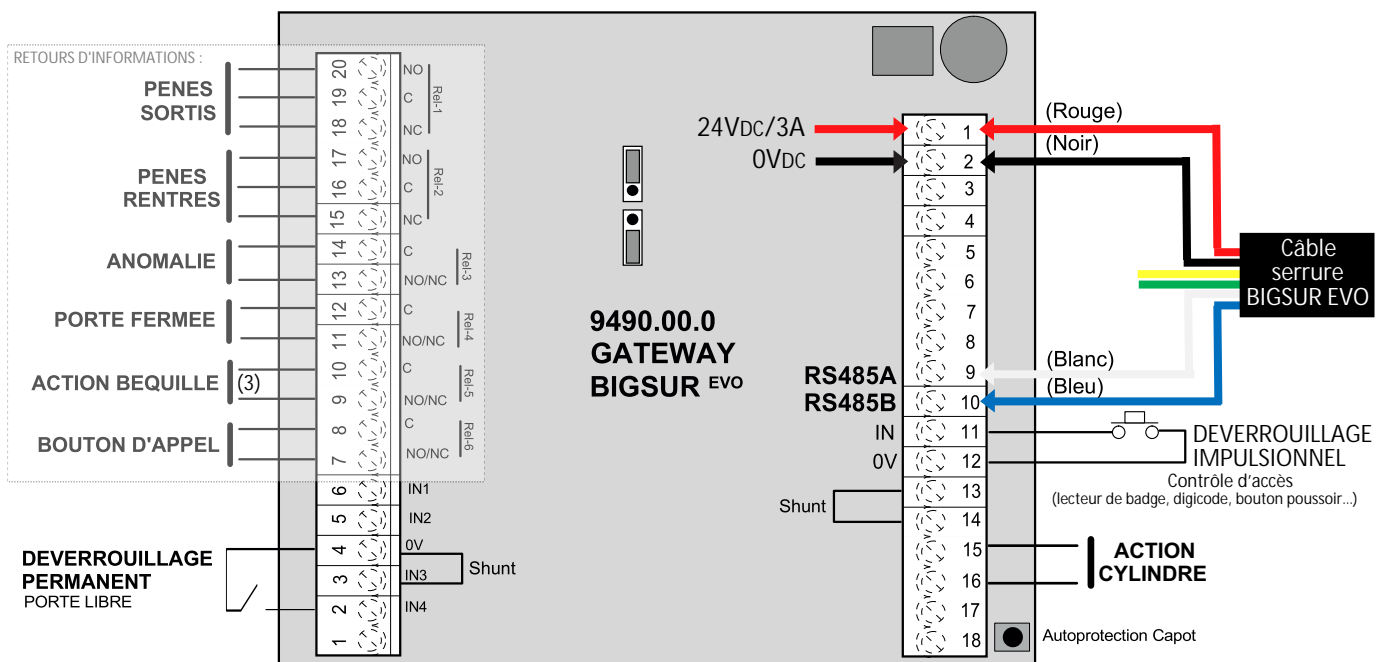 RETOURS D'INFORMATIONS :
PENES
SORTIS
20 NO
19 C
18 NC
Rel-1
PENES
RENTRES
17 NO
16 C
15 NC
Rel-2
ANOMALIE
14 C
13 NO/NC
Rel-3
PORTE FERMEE
12 C
11 NO/NC
Rel-4
ACTION BEQUILLE (3)
10 C
9 NO/NC
Rel-5
BOUTON D'APPEL
8 C
7 NO/NC
Rel-6
6 IN1
5 IN2
4 0V
3 IN3
Shunt
2 IN4
1
DEVERROUILLAGE
PERMANENT
PORTE LIBRE
9490.00.0
GATEWAY
BIGSUR EVO
24VDC/3A
0VDC
1 (Rouge)
2 (Noir)
3
4
5
6
7
8
RS485A 9 (Blanc)
RS485B 10 (Bleu)
IN 11
0V 12
Shunt
13
14
15
16
17
18
Câble
serrure
BIGSUR EVO
DEVERROUILLAGE
IMPULSIONNEL
Contrôle d'accès
(lecteur de badge, digicode, bouton poussoir...)
ACTION
CYLINDRE
Autoprotection Capot